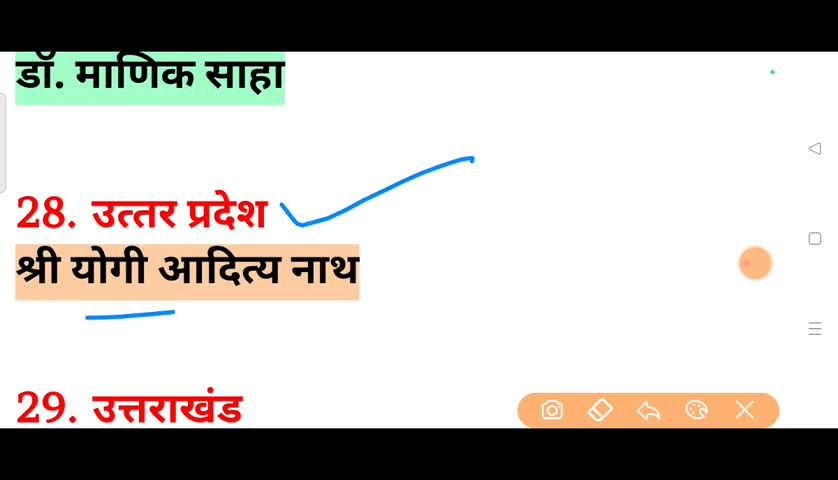 डॉ. माणिक साहा
28. उत्तर प्रदेश
श्री योगी आदित्य नाथ
29. उत्तराखंड